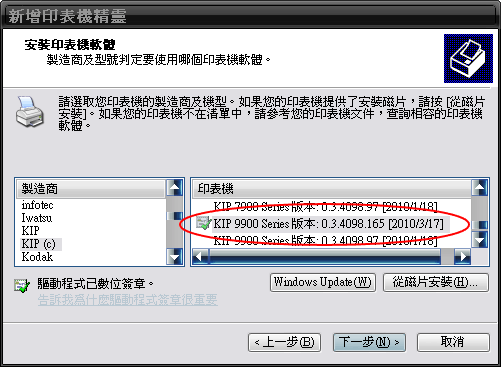 新增印表機精靈
安裝印表機軟體
製造商及型號判定要使用哪個印表機軟體。
請選取您印表機的製造商及機型。如果您的印表機提供了安裝磁片，請按 [從磁片
安裝]。如果您的印表機不在清單中，請參考您的印表機文件，查詢相容的印表機
軟體。
製造商
infotec
Iwatsu
KIP
KIP (c)
Kodak
印表機
KIP 7900 Series 版本: 0.3.4098.97 [2010/1/18]
KIP 9900 Series 版本: 0.3.4098.165 [2010/3/17]
KIP 9900 Series 版本: 0.3.4098.97 [2010/1/18]
驅動程式已數位簽章。
告訴我為什麼驅動程式簽章很重要
Windows Update(W)
從磁片安裝(H)...
< 上一步(B)
下一步(N) >
取消